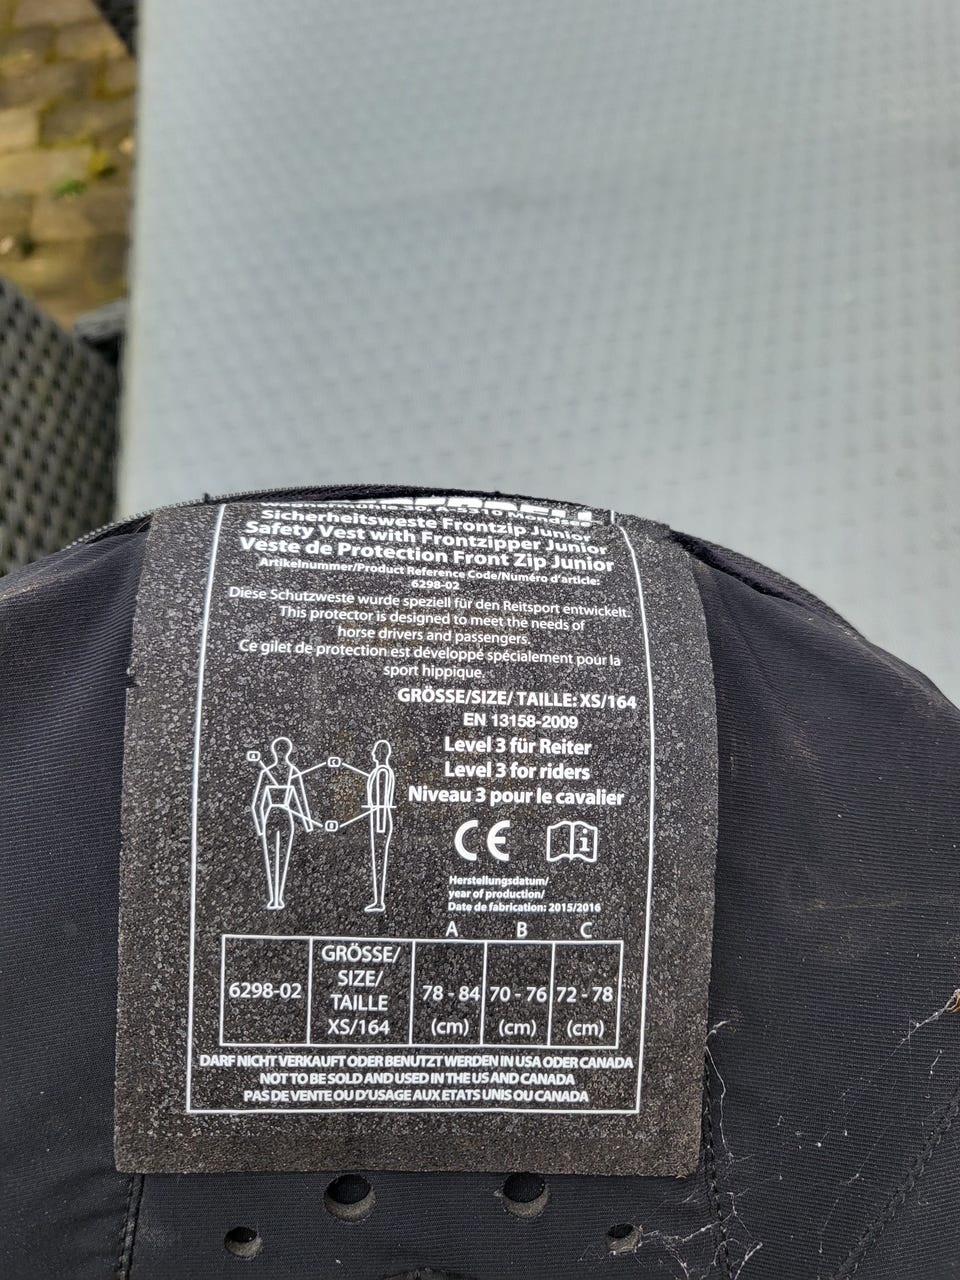 Sicherheitsweste Frontzip Junior
Safety Vest with Frontzipper Junior
Veste de Protection Front Zip Junior
Artikelnummer/Product Reference Code/Numéro d'article:
6298-02
Diese Schutzweste wurde speziell für den Reitsport entwickelt.
This protector is designed to meet the needs of
horse drivers and passengers.
Ce gilet de protection est développé spécialement pour la
sport hippique.
GRÖSSE/SIZE/ TAILLE: XS/164
EN 13158-2009
Level 3 für Reiter
Level 3 for riders
Niveau 3 pour le cavalier
A
C
B
CE
i
Herstellungsdatum/
year of production/
Date de fabrication: 2015/2016
A B C
6298-02
GRÖSSE/
SIZE/
TAILLE
XS/164
78 - 84 70 - 76 72 - 78
(cm) (cm) (cm)
DARF NICHT VERKAUFT ODER BENUTZT WERDEN IN USA ODER CANADA
NOT TO BE SOLD AND USED IN THE US AND CANADA
PAS DE VENTE OU D'USAGE AUX ETATS UNIS OU CANADA